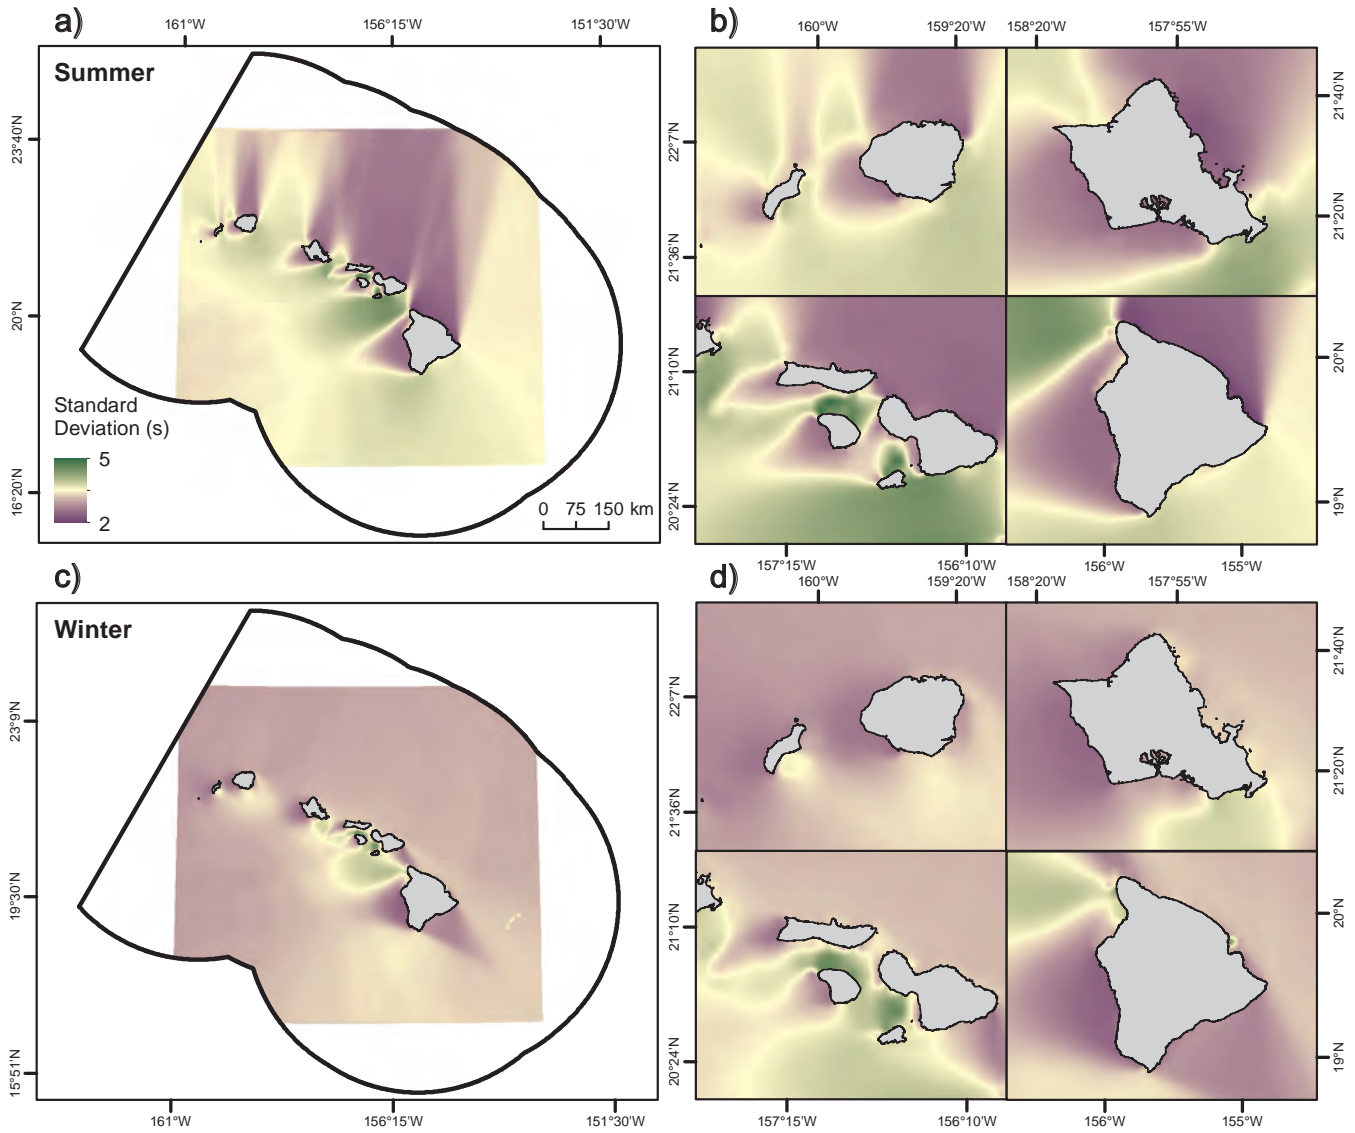 a)
161°W 156°15'W 151°30'W
Summer
23°40'N
20°N
16°20'N
Standard
Deviation (s)
5
2
0 75 150 km
b)
160°W 159°20'W 158°20'W 157°55'W
22°7'N
21°36'N
21°40'N
21°20'N
21°10'N
20°24'N
20°N
19°N
157°15'W 156°10'W 156°W 155°W
c)
Winter
23°9'N
19°30'N
15°51'N
161°W 156°15'W 151°30'W
d)
160°W 159°20'W 158°20'W 157°55'W
22°7'N
21°36'N
21°40'N
21°20'N
21°10'N
20°24'N
20°N
19°N
157°15'W 156°10'W 156°W 155°W